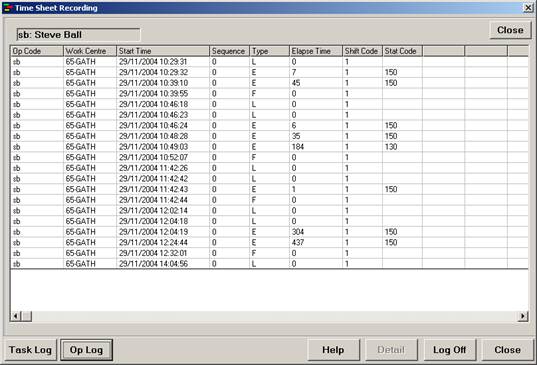 Time Sheet Recording
sb: Steve Ball
Close
Op Code Work Centre Start Time Sequence Type Elapse Time Shift Code Stat Code
sb 65-GATH 29/11/2004 10:29:31 0 L 0 1
sb 65-GATH 29/11/2004 10:29:32 0 E 7 1 150
sb 65-GATH 29/11/2004 10:39:10 0 E 45 1 150
sb 65-GATH 29/11/2004 10:39:55 0 F 0 1
sb 65-GATH 29/11/2004 10:46:18 0 L 0 1
sb 65-GATH 29/11/2004 10:46:23 0 L 0 1
sb 65-GATH 29/11/2004 10:46:24 0 E 6 1 150
sb 65-GATH 29/11/2004 10:48:28 0 E 35 1 150
sb 65-GATH 29/11/2004 10:49:03 0 E 184 1 130
sb 65-GATH 29/11/2004 10:52:07 0 F 0 1
sb 65-GATH 29/11/2004 11:42:26 0 L 0 1
sb 65-GATH 29/11/2004 11:42:42 0 L 0 1
sb 65-GATH 29/11/2004 11:42:43 0 E 1 1 150
sb 65-GATH 29/11/2004 11:42:44 0 F 0 1
sb 65-GATH 29/11/2004 12:02:14 0 L 0 1
sb 65-GATH 29/11/2004 12:04:18 0 L 0 1
sb 65-GATH 29/11/2004 12:04:19 0 E 304 1 150
sb 65-GATH 29/11/2004 12:24:44 0 E 437 1 150
sb 65-GATH 29/11/2004 12:32:01 0 F 0 1
sb 65-GATH 29/11/2004 14:04:56 0 L 0 1
Task Log Op Log Help Detail Log Off Close